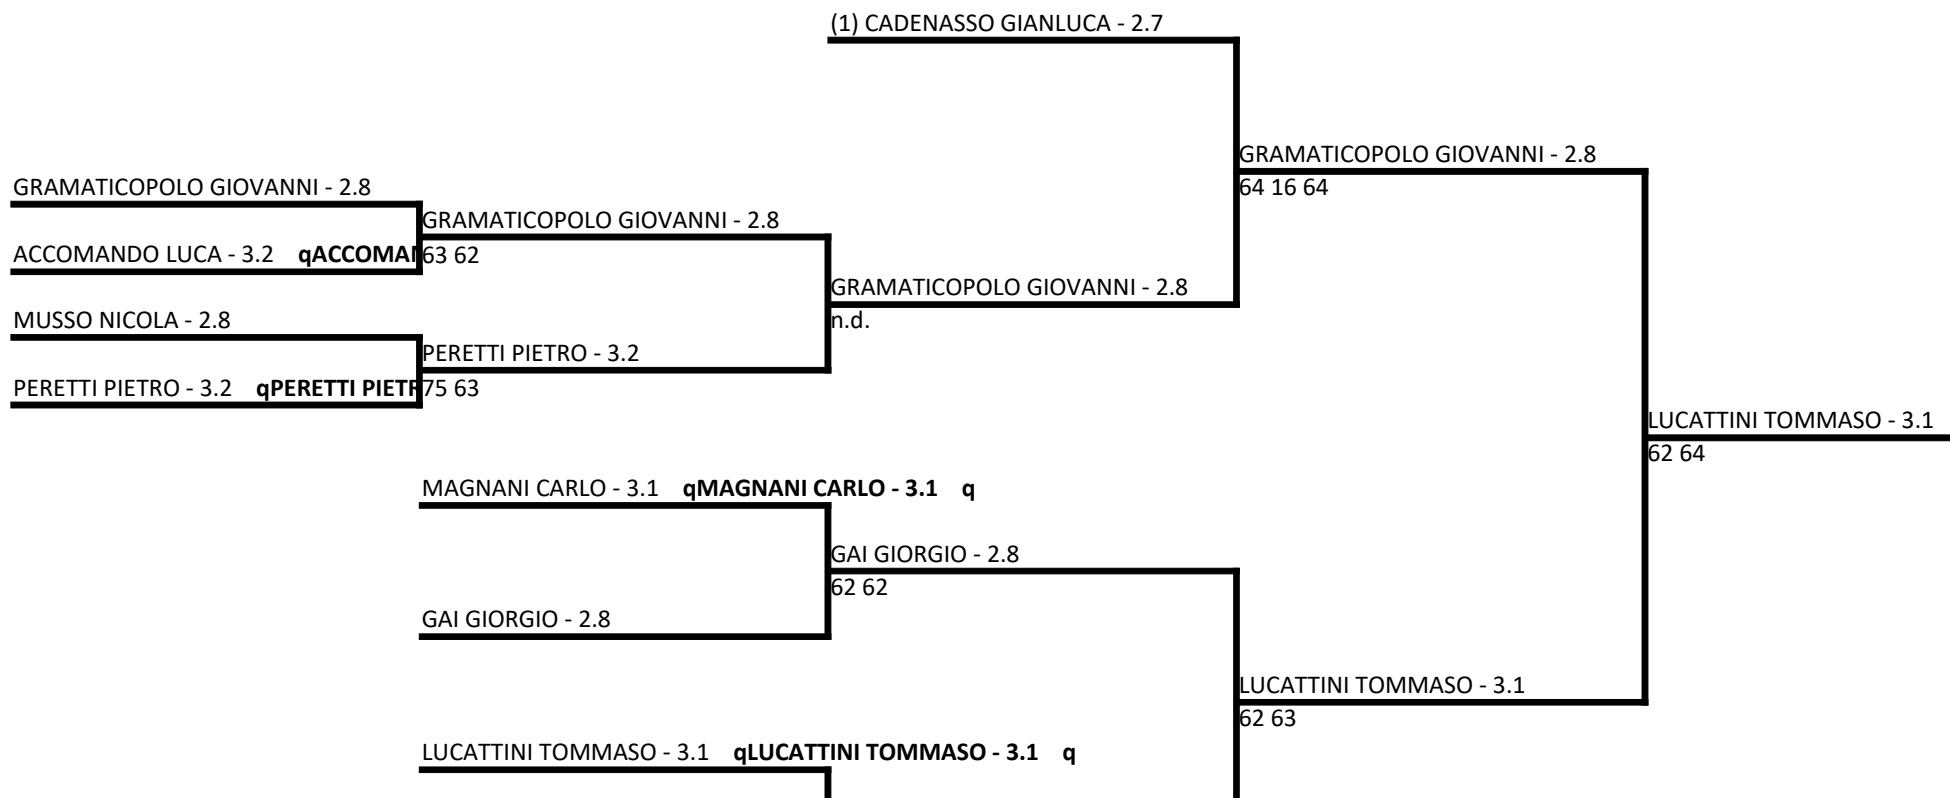 (1) CADENASSO GIANLUCA - 2.7
GRAMATICOPOLO GIOVANNI - 2.8
64 16 64
GRAMATICOPOLO GIOVANNI - 2.8
GRAMATICOPOLO GIOVANNI - 2.8
ACCOMANDO LUCA - 3.2 qACCOMAN
63 62
GRAMATICOPOLO GIOVANNI - 2.8
n.d.
MUSSO NICOLA - 2.8
PERETTI PIETRO - 3.2
PERETTI PIETRO - 3.2 qPERETTI PIETR
75 63
LUCATTINI TOMMASO - 3.1
62 64
MAGNANI CARLO - 3.1 qMAGNANI CARLO - 3.1 q
GAI GIORGIO - 2.8
62 62
GAI GIORGIO - 2.8
LUCATTINI TOMMASO - 3.1
62 63
LUCATTINI TOMMASO - 3.1 qLUCATTINI TOMMASO - 3.1 q